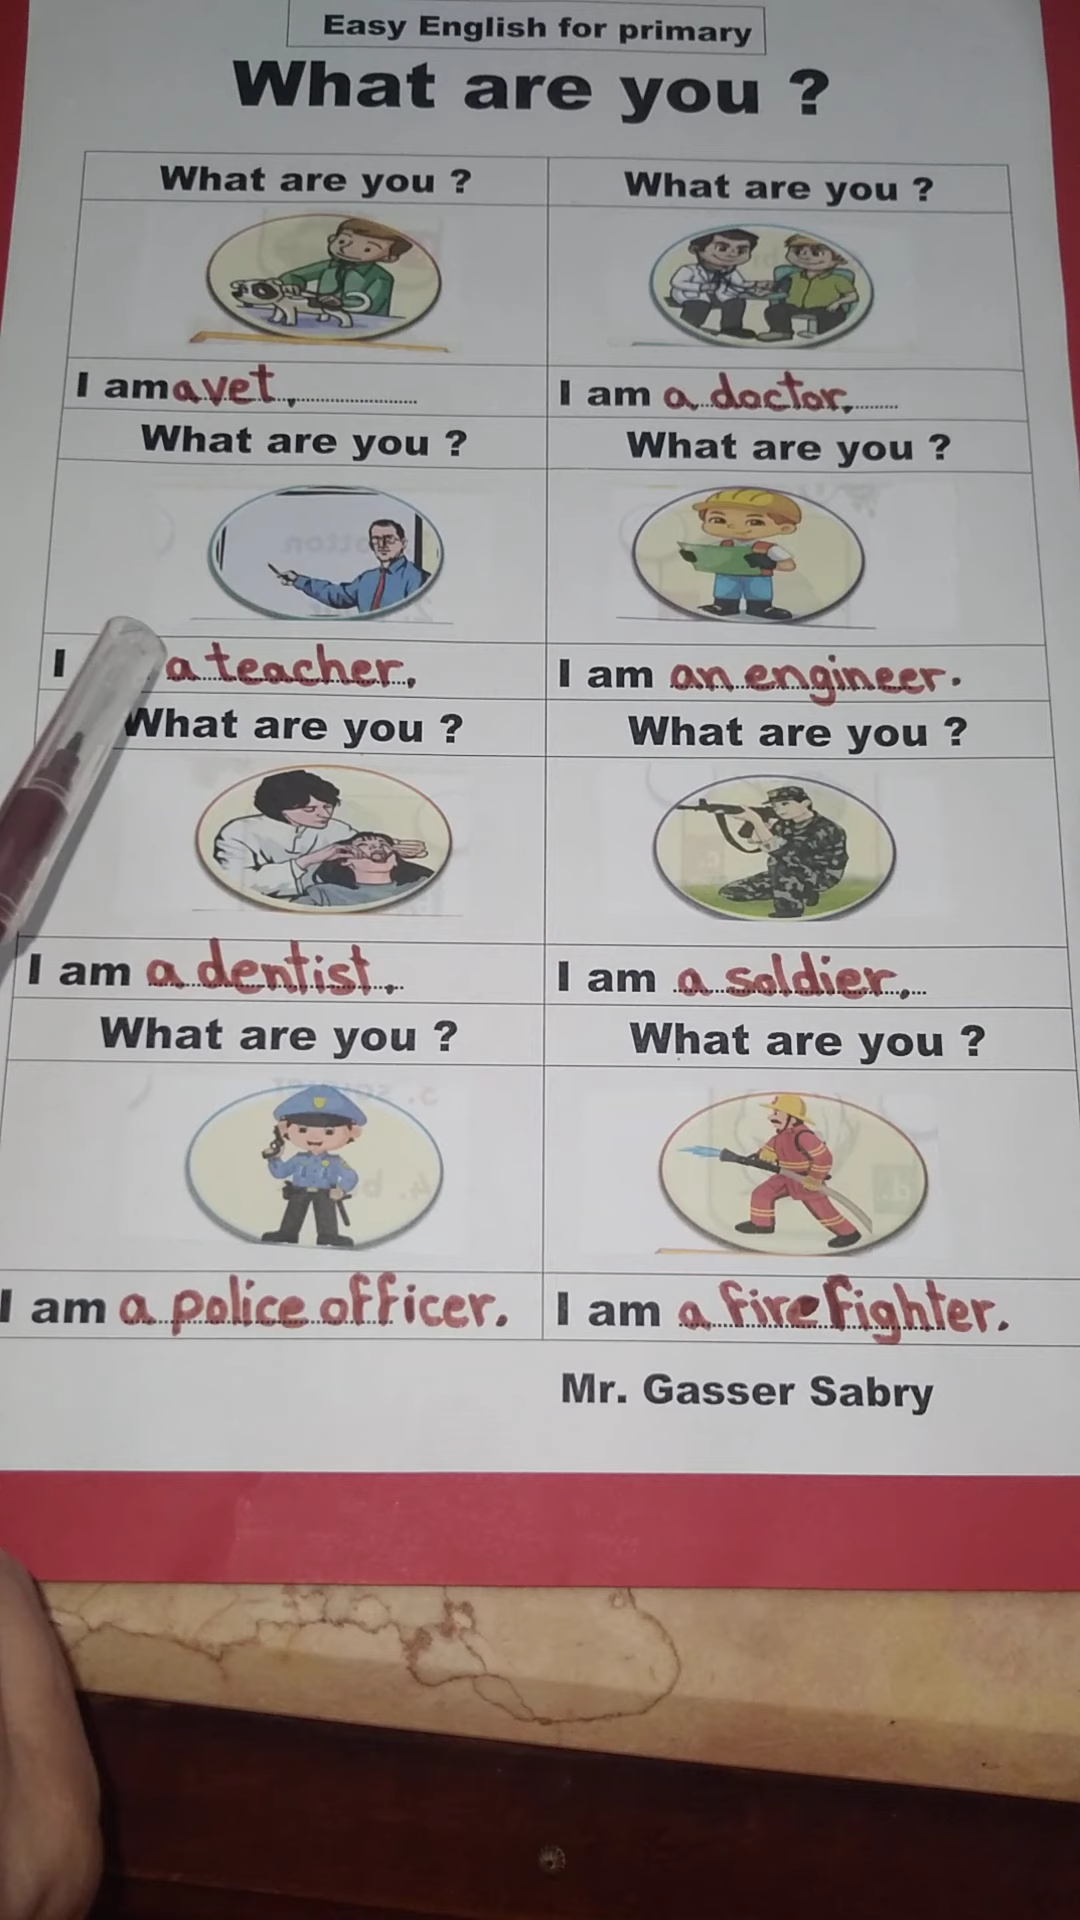 Easy English for primary
What are you ?
What are you ?
What are you ?
I am a vet.
I am a doctor.
What are you ?
What are you ?
I a teacher.
I am an engineer.
What are you ?
What are you ?
I am a dentist.
I am a soldier.
What are you ?
What are you ?
I am a police officer.
I am a fire fighter.
Mr. Gasser Sabry